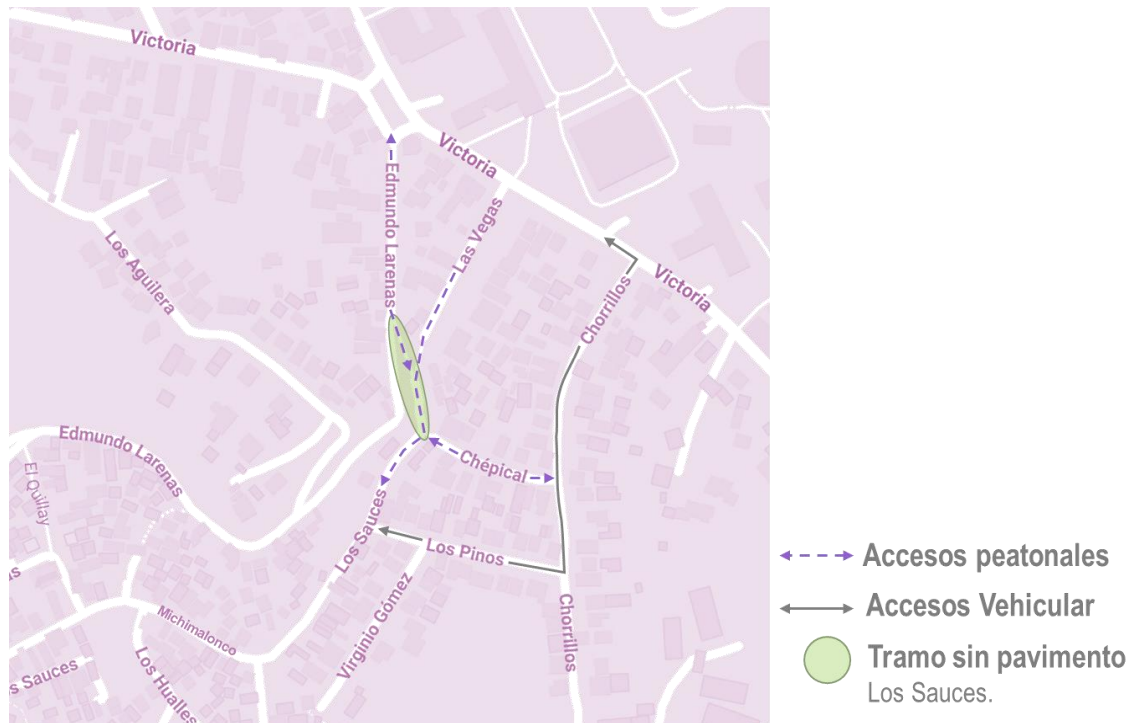 Victoria
Victoria
Edmundo Larenas
Las Vegas
Los Aguilera
Victoria
Chorrillos
Edmundo Larenas
El Quillay
Chépical
Los Sauces
Los Pinos
Accesos peatonales
Accesos Vehicular
Virginio Gómez
Chorrillos
Michimalonco
Tramo sin pavimento
Los Sauces.
Los Hualles
s Sauces
as